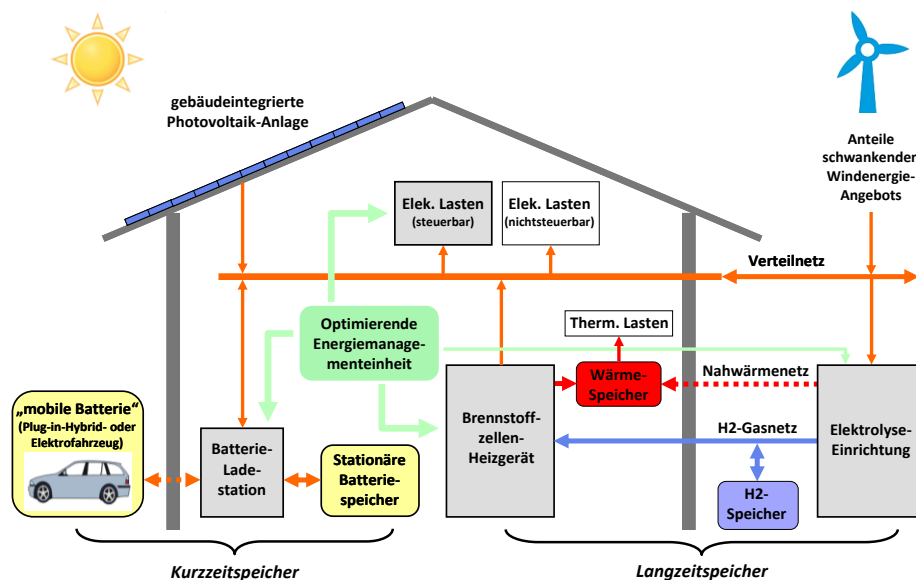 gebäudeintegrierte
Photovoltaik-Anlage
Anteile
schwankenden
Windenergie-
Angebots
Elek. Lasten
(steuerbar)
Elek. Lasten
(nichtsteuerbar)
Verteilnetz
Optimierende
Energiemanage-
menteinheit
Therm. Lasten
Wärme-
Speicher
Nahwärmenetz
„mobile Batterie“
(Plug-in-Hybrid- oder
Elektrofahrzeug)
Batterie-
Lade-
station
Stationäre
Batterie-
speicher
Brennstoff-
zellen-
Heizgerät
H2-Gasnetz
H2-
Speicher
Elektrolyse-
Einrichtung
Kurzzeitspeicher
Langzeitspeicher